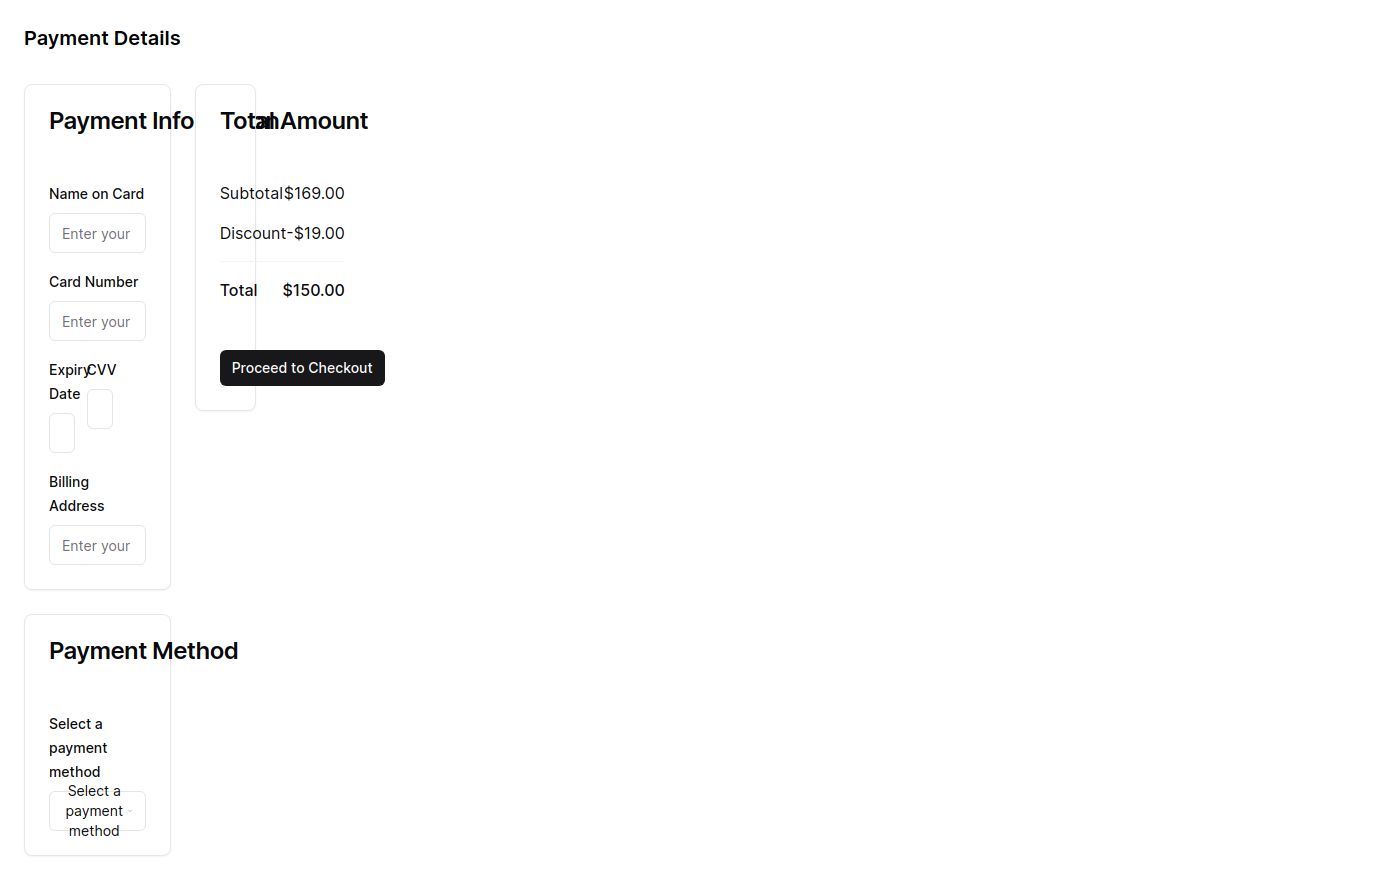 Payment Details
Payment Info
Name on Card
Enter your
Card Number
Enter your
Expiry
Date
CVV
Billing
Address
Enter your
Total Amount
Subtotal $169.00
Discount -$19.00
Total $150.00
Proceed to Checkout
Payment Method
Select a
payment
method
Select a
payment
method